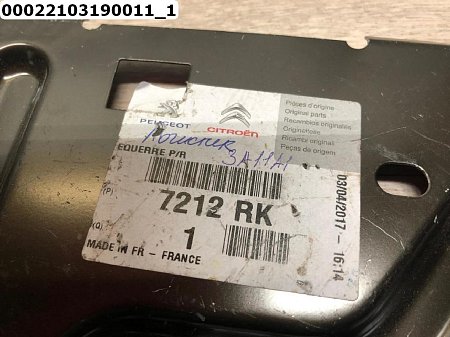 00022103190011_1
PEUGEOT
CITROËN
Pièces d'origine
Original parts
Recambios originales
Originalteile
Ricambi originali
Peças de origem
EQUERRE P/R
3А11Н
(P)
7212 RK
(Q)
1
MADE IN FR - FRANCE
03/04/2017 - 16:14